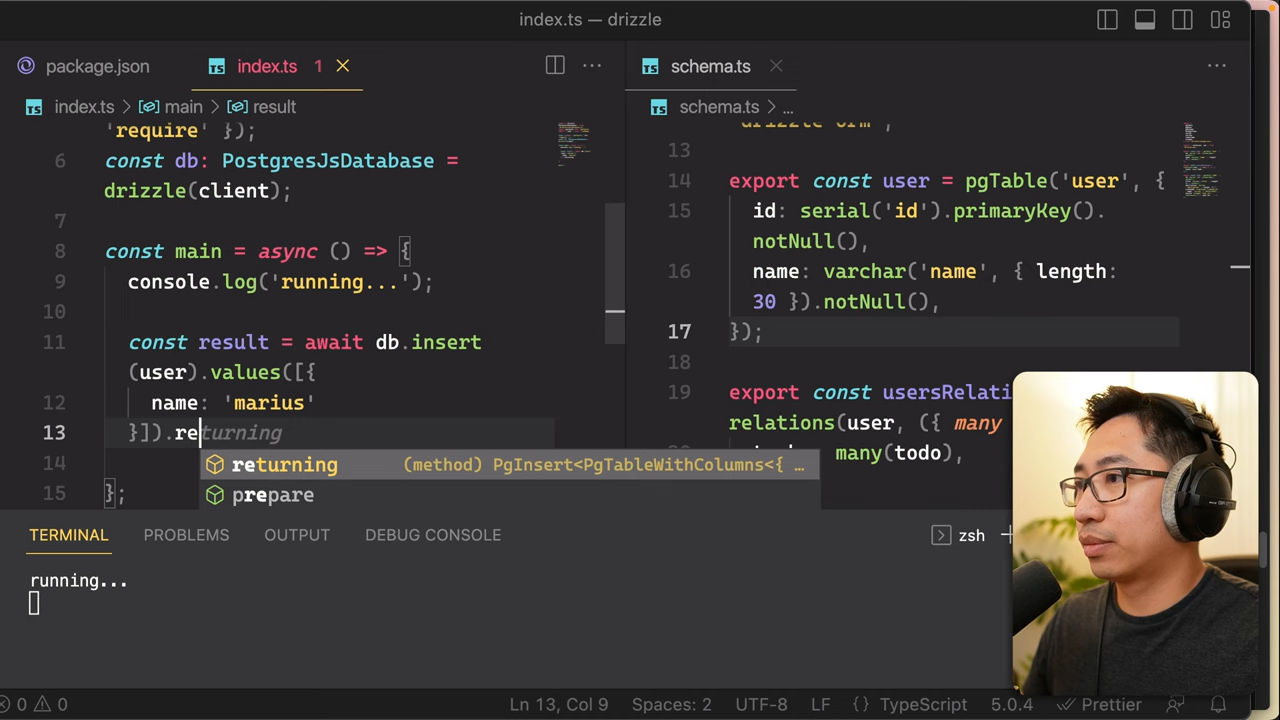 index.ts — drizzle
package.json
index.ts 1
schema.ts
index.ts > main > result
schema.ts > ...
'require' });
6 const db: PostgresJsDatabase =
drizzle(client);
7
8 const main = async () => {
9 console.log('running...');
10
11 const result = await db.insert
(user).values([{
12 name: 'marius'
13 }]).returning
14
15 };
returning (method) PgInsert<PgTableWithColumns<{ …
prepare
'drizzle-orm';
13
14 export const user = pgTable('user', {
15 id: serial('id').primaryKey().
notNull(),
16 name: varchar('name', { length:
30 }).notNull(),
17 });
18
19 export const usersRelati
relations(user, ({ many
many(todo),
TERMINAL PROBLEMS OUTPUT DEBUG CONSOLE
zsh
running...
0 0
Ln 13, Col 9 Spaces: 2 UTF-8 LF {} TypeScript 5.0.4 Prettier